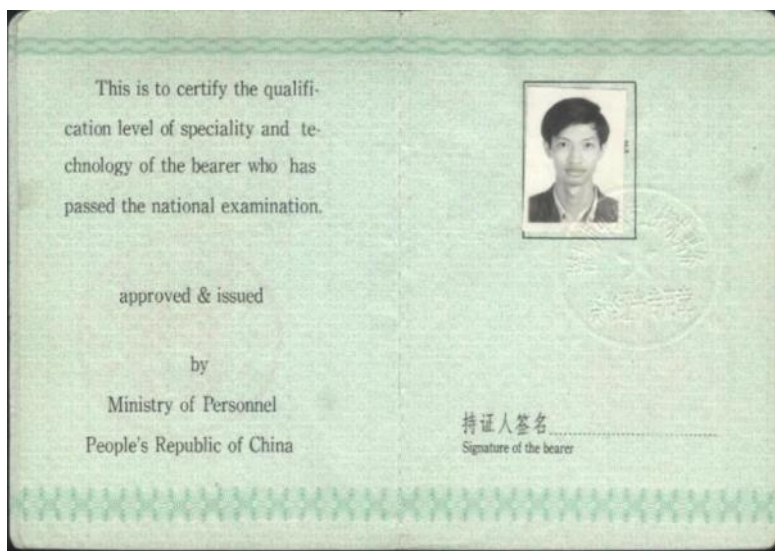 This is to certify the qualifi-
cation level of speciality and te-
chnology of the bearer who has
passed the national examination.
approved & issued
by
Ministry of Personnel
People's Republic of China
持证人签名
Signature of the bearer